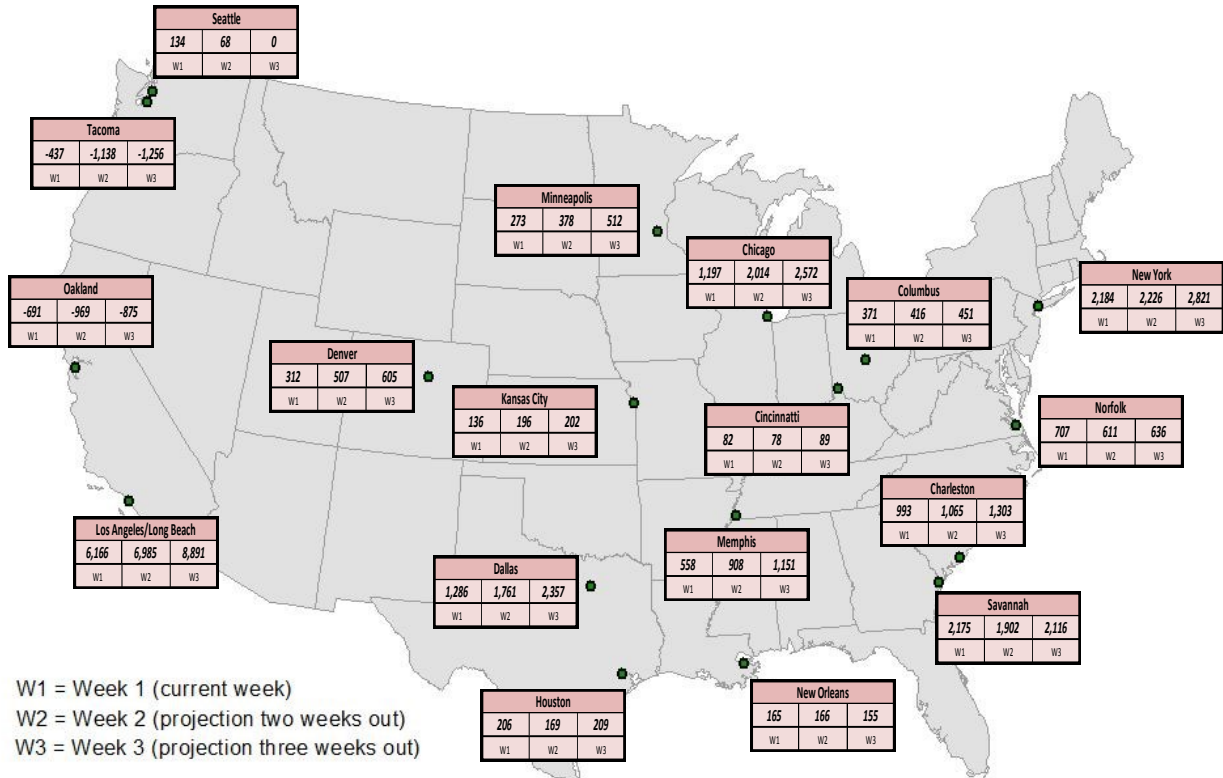 Seattle
134 68 0
W1 W2 W3
Tacoma
-437 -1,138 -1,256
W1 W2 W3
Minneapolis
273 378 512
W1 W2 W3
Chicago
1,197 2,014 2,572
W1 W2 W3
New York
2,184 2,226 2,821
W1 W2 W3
Oakland
-691 -969 -875
W1 W2 W3
Columbus
371 416 451
W1 W2 W3
Denver
312 507 605
W1 W2 W3
Kansas City
136 196 202
W1 W2 W3
Cincinnatti
82 78 89
W1 W2 W3
Norfolk
707 611 636
W1 W2 W3
Charleston
993 1,065 1,303
W1 W2 W3
Los Angeles/Long Beach
6,166 6,985 8,891
W1 W2 W3
Memphis
558 908 1,151
W1 W2 W3
Dallas
1,286 1,761 2,357
W1 W2 W3
Savannah
2,175 1,902 2,116
W1 W2 W3
New Orleans
165 166 155
W1 W2 W3
Houston
206 169 209
W1 W2 W3
W1 = Week 1 (current week)
W2 = Week 2 (projection two weeks out)
W3 = Week 3 (projection three weeks out)